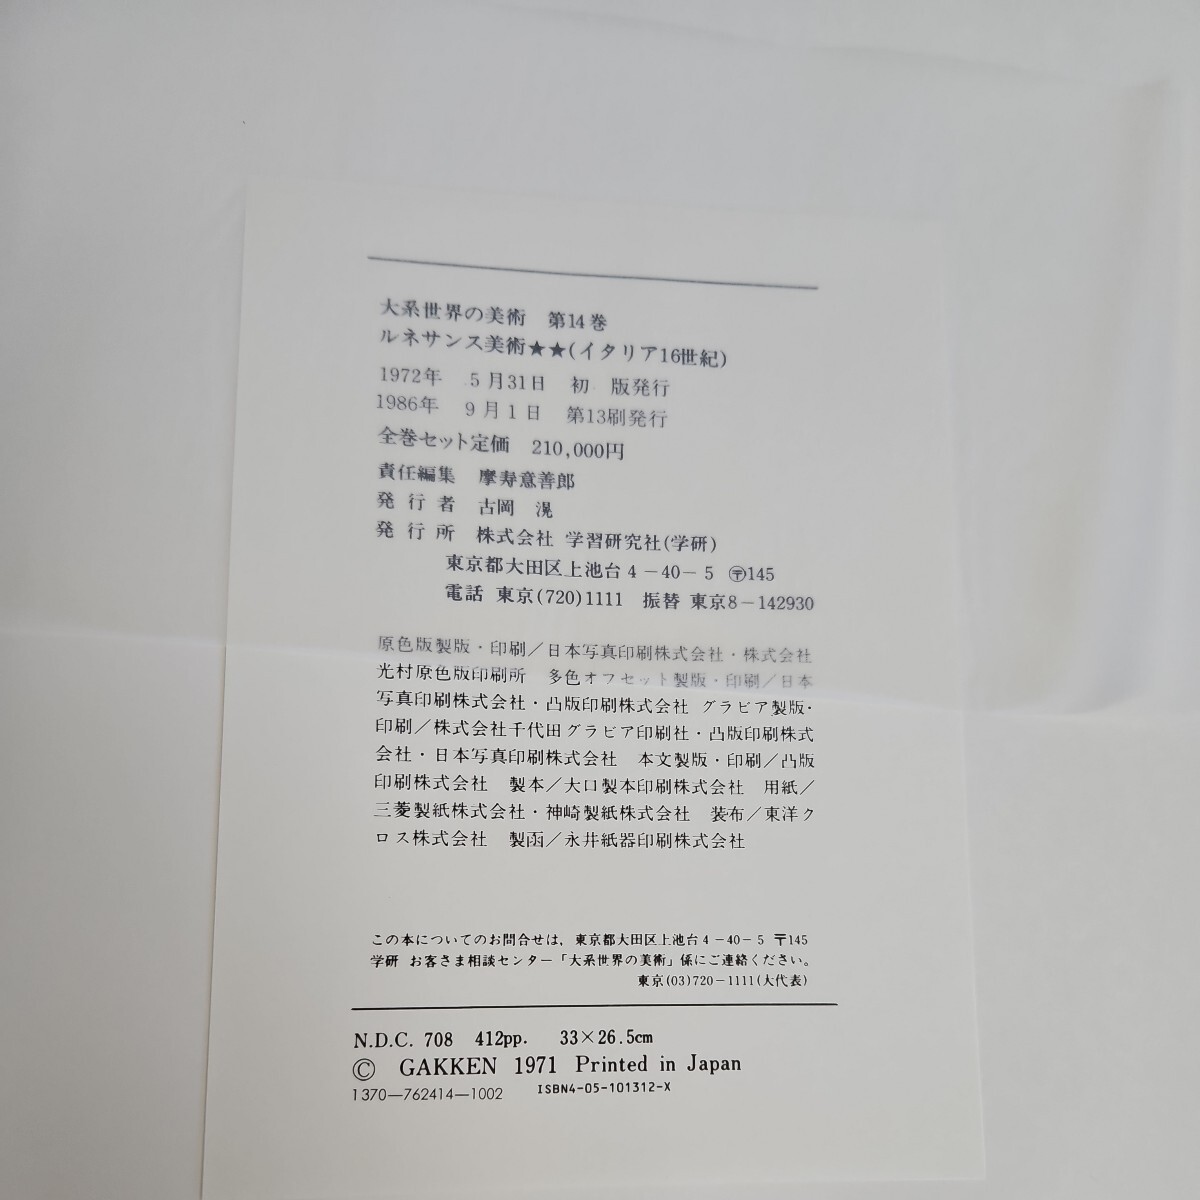 大系世界の美術　第14巻
ルネサンス美術★★(イタリア16世紀)
1972年　5月31日　初　版発行
1986年　9月1日　第13刷発行
全巻セット定価　210,000円
責任編集　摩寿意善郎
発行者　古岡　滉
発行所　株式会社 学習研究社(学研)
東京都大田区上池台4－40－5 〶145
電話 東京(720)1111　振替 東京8－142930
原色版製版・印刷／日本写真印刷株式会社・株式会社
光村原色版印刷所　多色オフセット製版・印刷／日本
写真印刷株式会社・凸版印刷株式会社 グラビア製版・
印刷／株式会社千代田グラビア印刷社・凸版印刷株式
会社・日本写真印刷株式会社　本文製版・印刷／凸版
印刷株式会社　製本／大口製本印刷株式会社　用紙／
三菱製紙株式会社・神崎製紙株式会社　装布／東洋ク
ロス株式会社　製函／永井紙器印刷株式会社
この本についてのお問合せは，東京都大田区上池台4－40－5 〒145
学研 お客さま相談センター「大系世界の美術」係にご連絡ください。
東京(03)720－1111(大代表)
N.D.C. 708　412pp.　33×26.5cm
© GAKKEN 1971 Printed in Japan
1370—762414—1002　ISBN4-05-101312-X